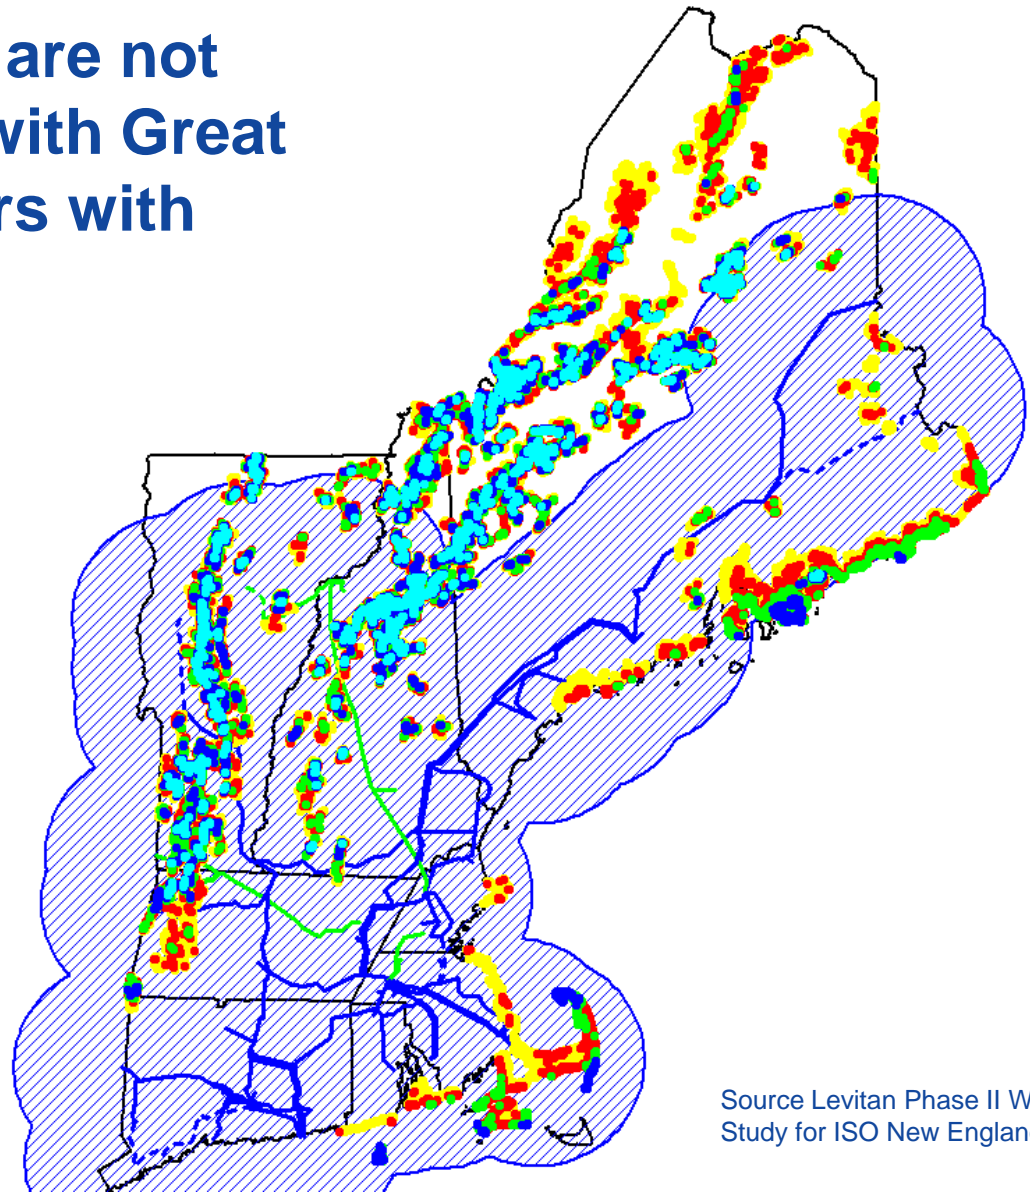 are not
with Great
rs with
Source Levitan Phase II W
Study for ISO New Englan